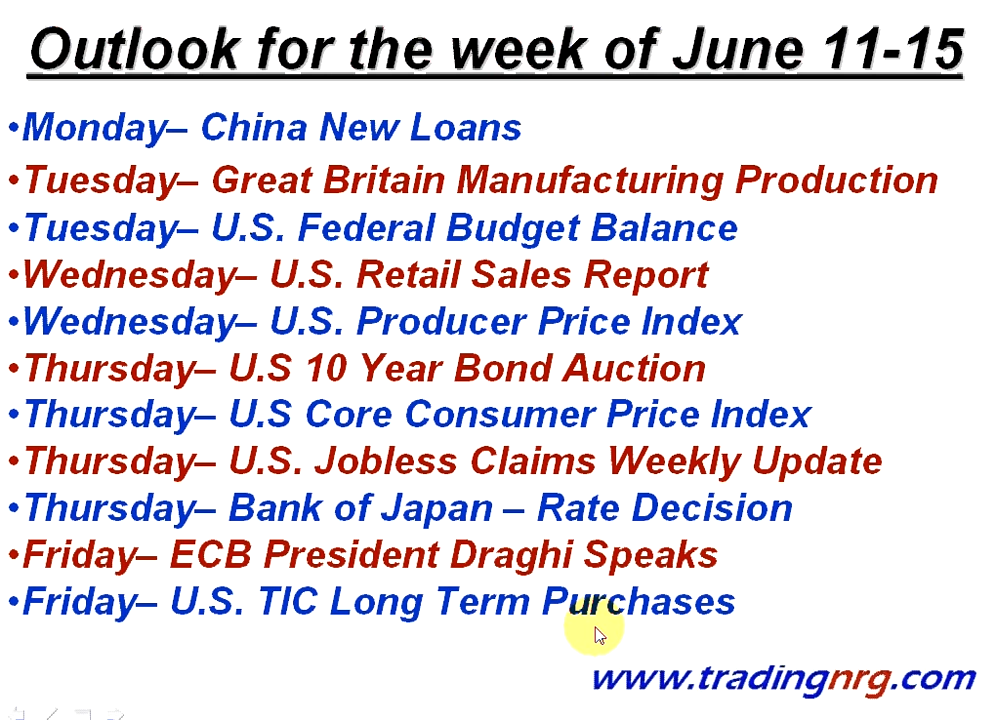 Outlook for the week of June 11-15
•Monday– China New Loans
•Tuesday– Great Britain Manufacturing Production
•Tuesday– U.S. Federal Budget Balance
•Wednesday– U.S. Retail Sales Report
•Wednesday– U.S. Producer Price Index
•Thursday– U.S 10 Year Bond Auction
•Thursday– U.S Core Consumer Price Index
•Thursday– U.S. Jobless Claims Weekly Update
•Thursday– Bank of Japan – Rate Decision
•Friday– ECB President Draghi Speaks
•Friday– U.S. TIC Long Term Purchases
www.tradingnrg.com